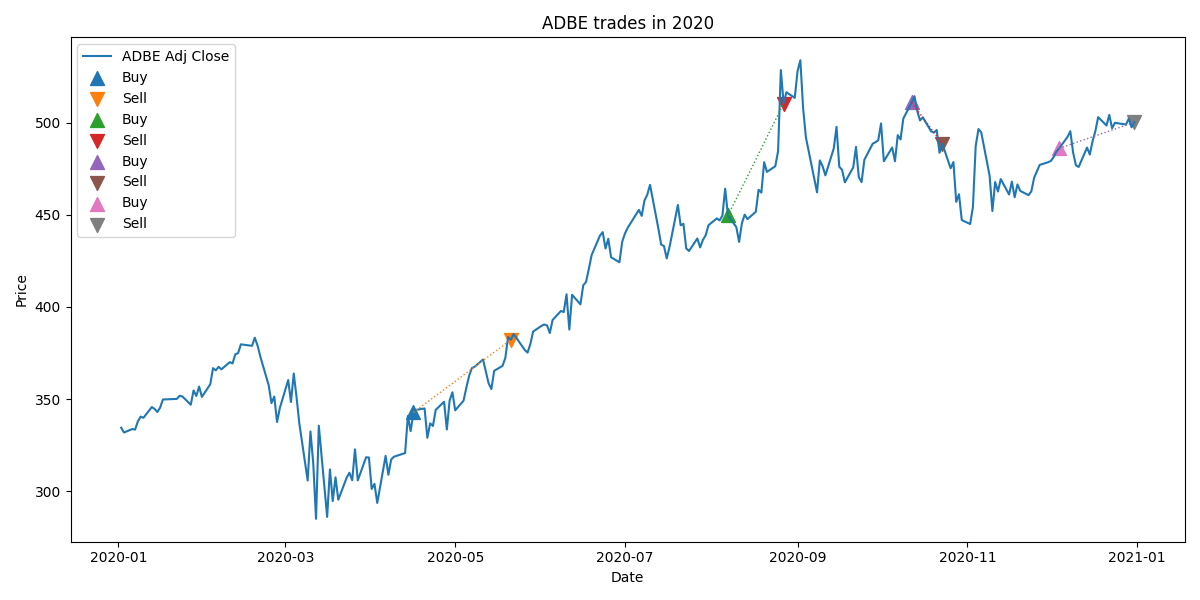 ADBE trades in 2020
ADBE Adj Close
Buy
Sell
Buy
Sell
Buy
Sell
Buy
Sell
Price
500
450
400
350
300
2020-01
2020-03
2020-05
2020-07
2020-09
2020-11
2021-01
Date